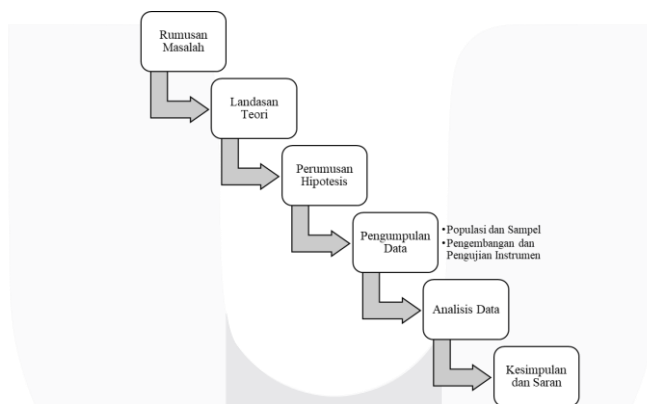 Rumusan
Masalah
Landasan
Teori
Perumusan
Hipotesis
Pengumpulan
Data
•Populasi dan Sampel
•Pengembangan dan
Pengujian Instrumen
Analisis Data
Kesimpulan
dan Saran